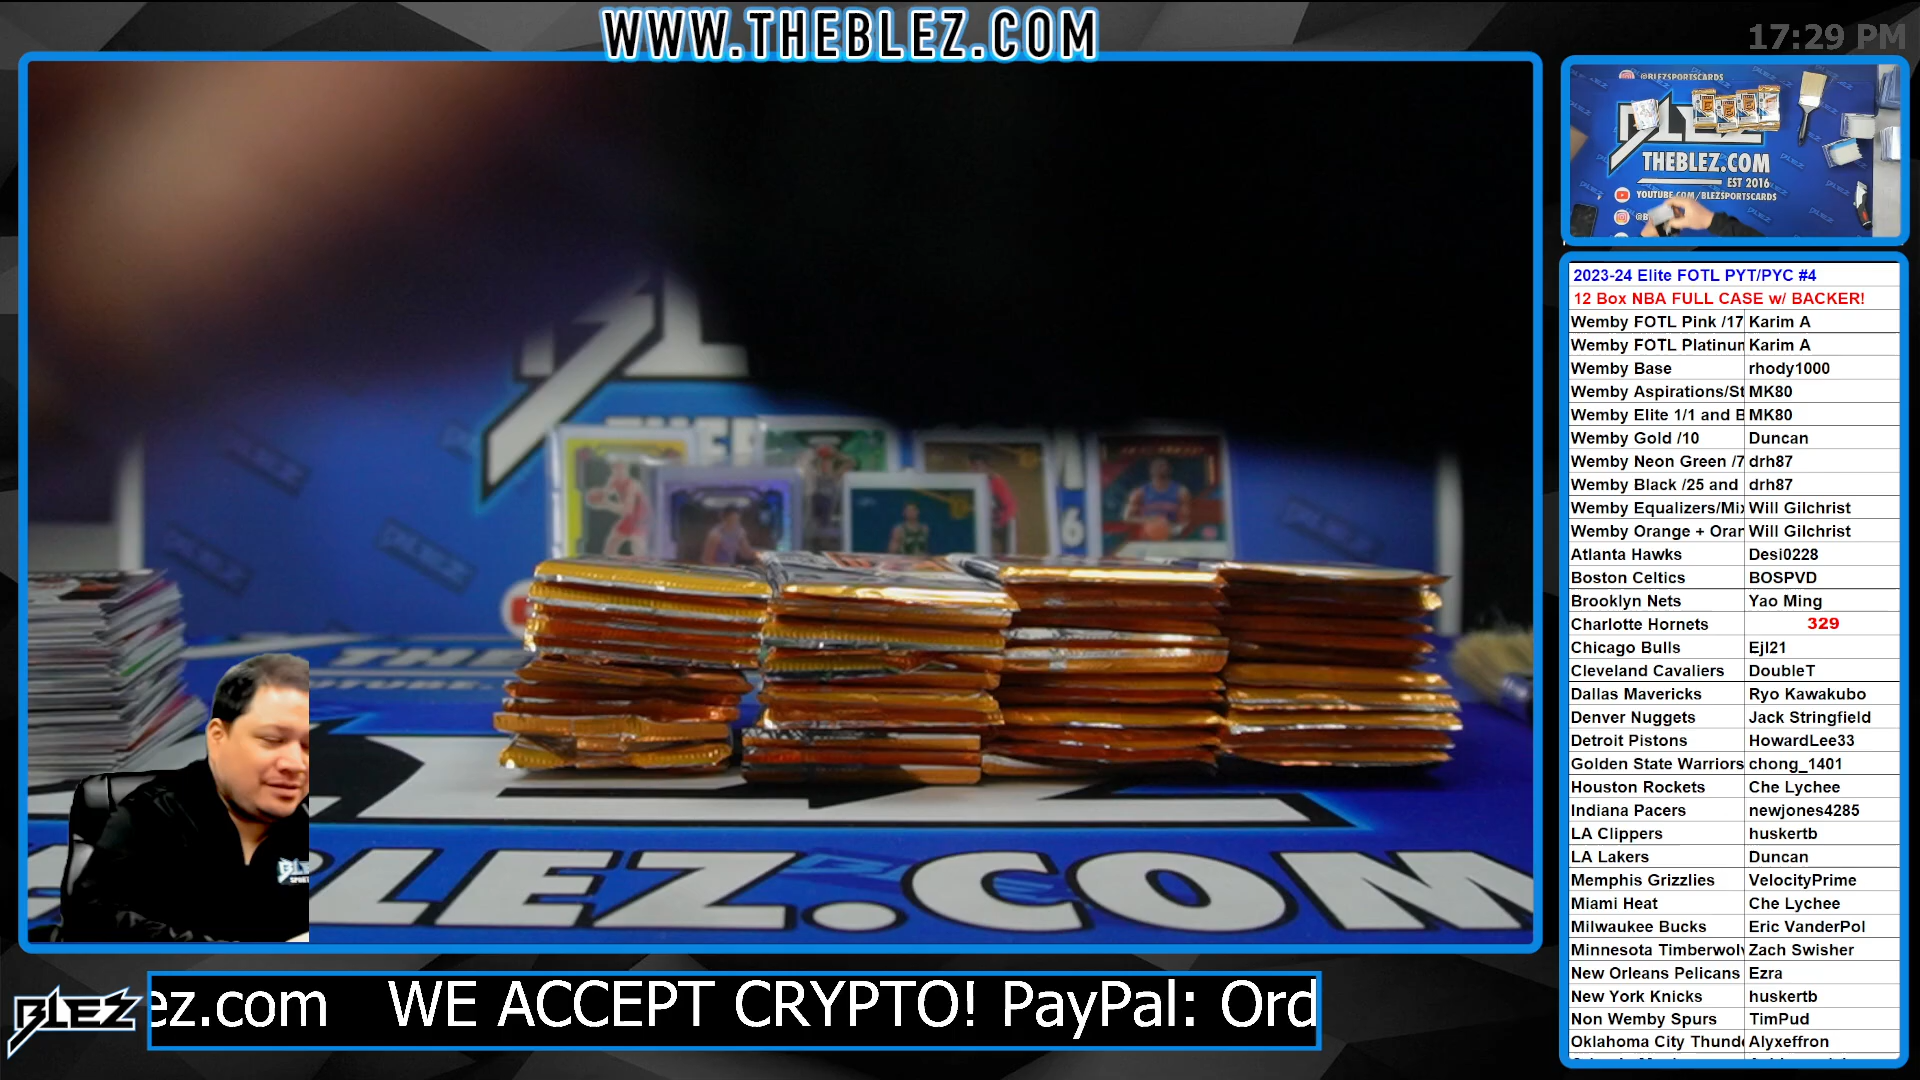 WWW.THEBLEZ.COM
17:29 PM
@BLEZSPORTSCARDS
BLEZ
THEBLEZ.COM
EST 2016
YOUTUBE.COM/BLEZSPORTSCARDS
2023-24 Elite FOTL PYT/PYC #4
12 Box NBA FULL CASE w/ BACKER!
Wemby FOTL Pink /17 Karim A
Wemby FOTL Platinum Karim A
Wemby Base rhody1000
Wemby Aspirations/St MK80
Wemby Elite 1/1 and B MK80
Wemby Gold /10 Duncan
Wemby Neon Green /7 drh87
Wemby Black /25 and drh87
Wemby Equalizers/Mix Will Gilchrist
Wemby Orange + Oran Will Gilchrist
Atlanta Hawks Desi0228
Boston Celtics BOSPVD
Brooklyn Nets Yao Ming
Charlotte Hornets 329
Chicago Bulls Ejl21
Cleveland Cavaliers DoubleT
Dallas Mavericks Ryo Kawakubo
Denver Nuggets Jack Stringfield
Detroit Pistons HowardLee33
Golden State Warriors chong_1401
Houston Rockets Che Lychee
Indiana Pacers newjones4285
LA Clippers huskertb
LA Lakers Duncan
Memphis Grizzlies VelocityPrime
Miami Heat Che Lychee
Milwaukee Bucks Eric VanderPol
Minnesota Timberwolv Zach Swisher
New Orleans Pelicans Ezra
New York Knicks huskertb
Non Wemby Spurs TimPud
Oklahoma City Thunde Alyxeffron
BLEZ.COM
BLEZ
ez.com WE ACCEPT CRYPTO! PayPal: Ord